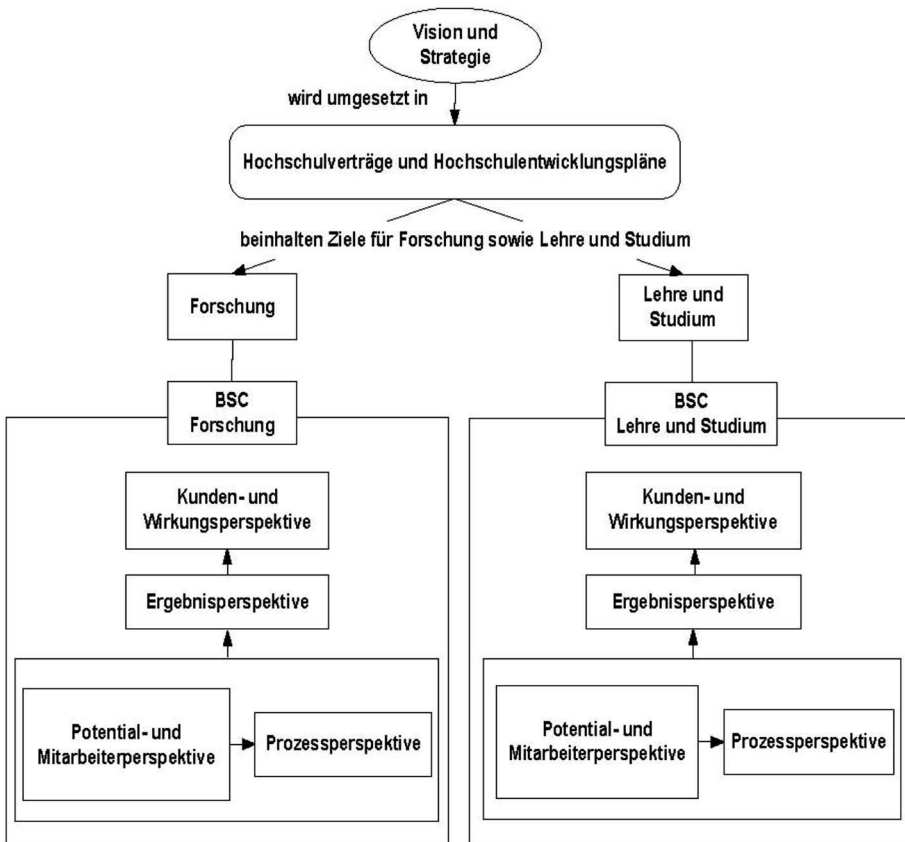 Vision und
Strategie
wird umgesetzt in
Hochschulverträge und Hochschulentwicklungspläne
beinhalten Ziele für Forschung sowie Lehre und Studium
Forschung
Lehre und
Studium
BSC
Forschung
BSC
Lehre und Studium
Kunden- und
Wirkungsperspektive
Kunden- und
Wirkungsperspektive
Ergebnisperspektive
Ergebnisperspektive
Potential- und
Mitarbeiterperspektive
Prozessperspektive
Potential- und
Mitarbeiterperspektive
Prozessperspektive